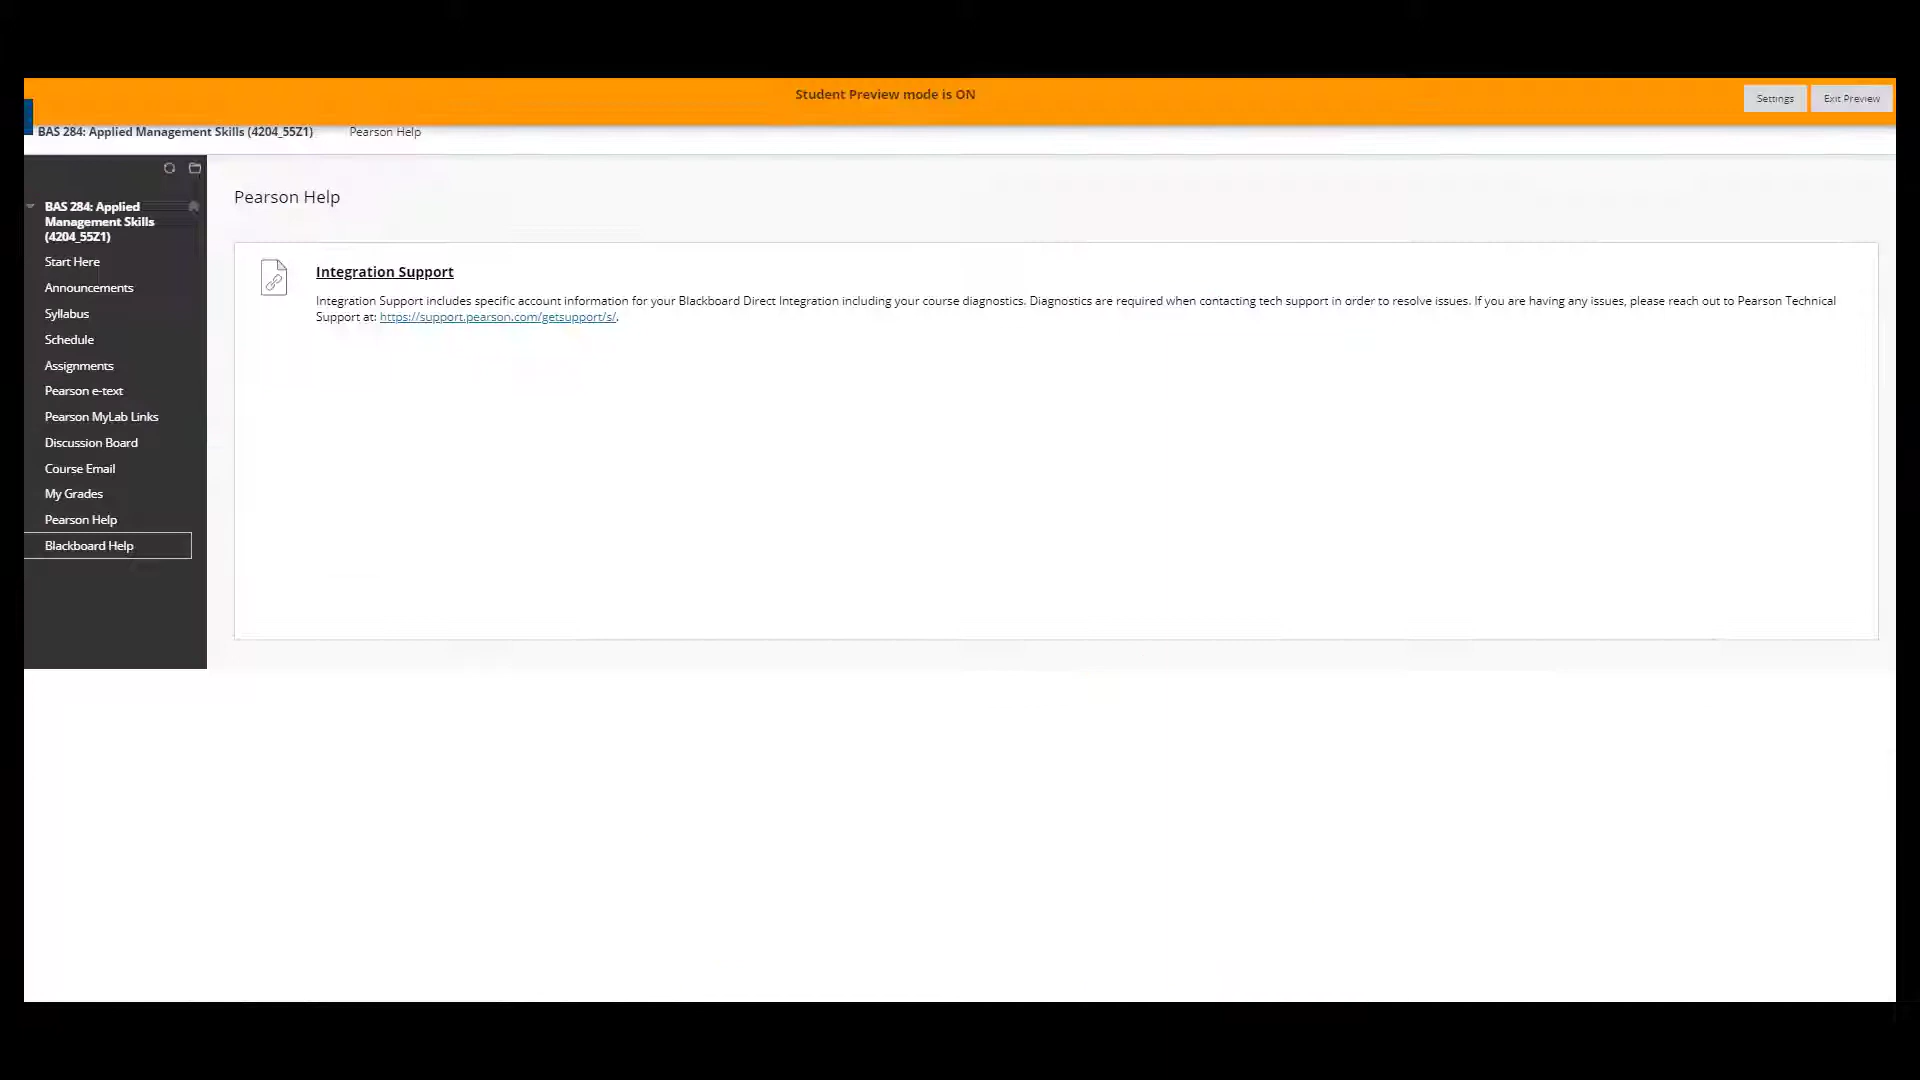 Student Preview mode is ON
Settings
Exit Preview
BAS 284: Applied Management Skills (4204_55Z1)
Pearson Help
BAS 284: Applied
Management Skills
(4204_55Z1)
Start Here
Announcements
Syllabus
Schedule
Assignments
Pearson e-text
Pearson MyLab Links
Discussion Board
Course Email
My Grades
Pearson Help
Blackboard Help
Pearson Help
Integration Support
Integration Support includes specific account information for your Blackboard Direct Integration including your course diagnostics. Diagnostics are required when contacting tech support in order to resolve issues. If you are having any issues, please reach out to Pearson Technical
Support at: https://support.pearson.com/getsupport/s/.